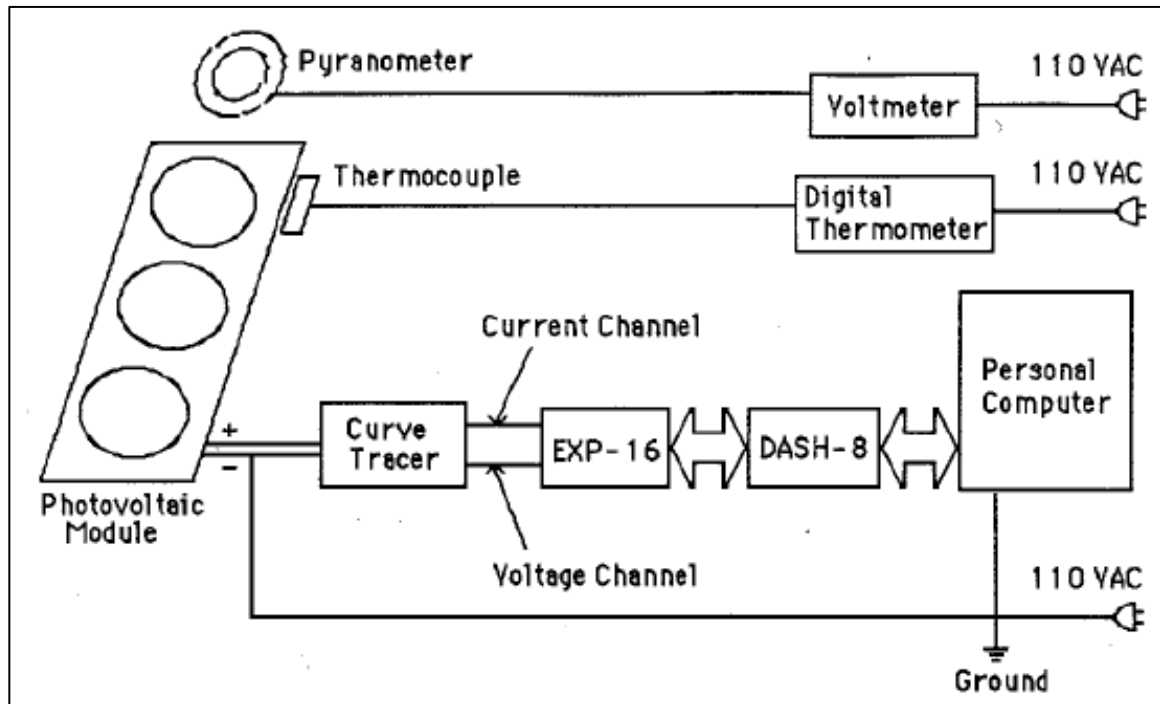 Pyranometer
110 VAC
Voltmeter
Thermocouple
110 VAC
Digital
Thermometer
Current Channel
Personal
Computer
+
Curve
Tracer
EXP-16
DASH-8
−
Photovoltaic
Module
Voltage Channel
110 VAC
Ground